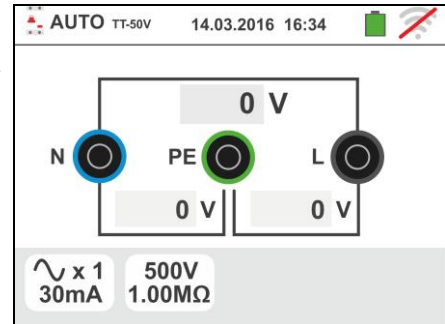 AUTO TT-50V 14.03.2016 16:34
0 V
N PE L
0 V 0 V
x 1 500V
30mA 1.00MΩ